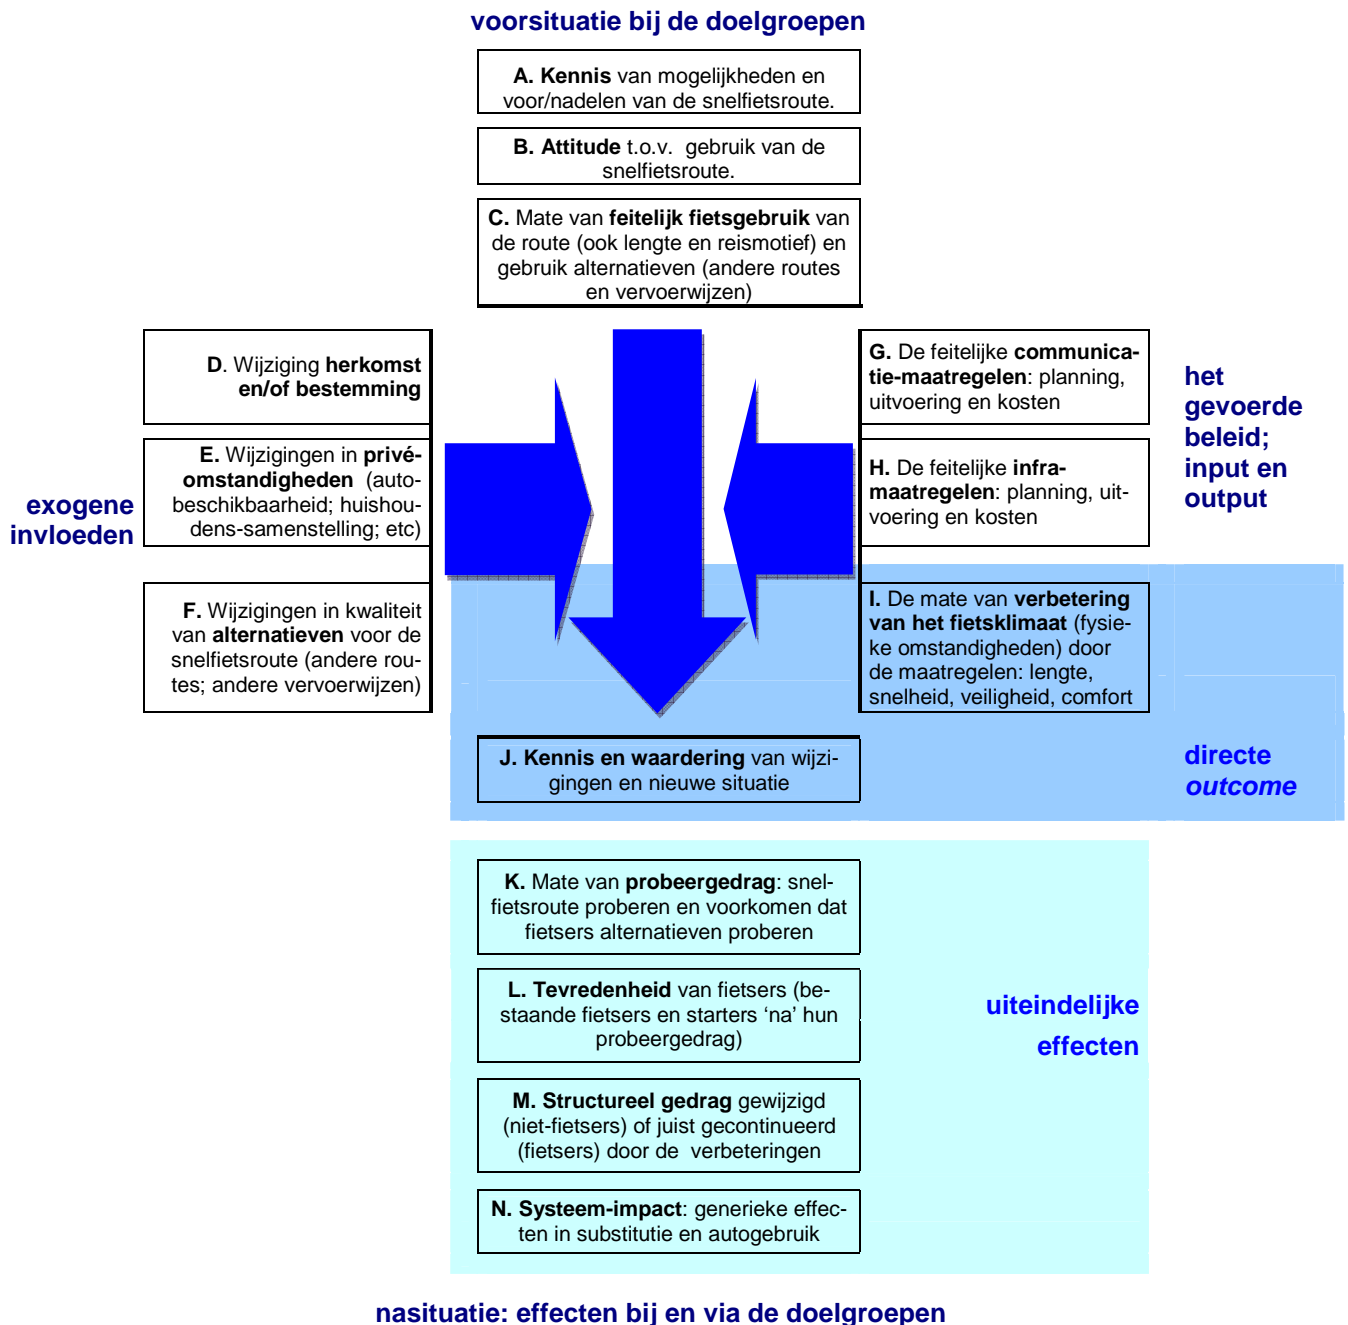 voorsituatie bij de doelgroepen
A. Kennis van mogelijkheden en
voor/nadelen van de snelfietsroute.
B. Attitude t.o.v. gebruik van de
snelfietsroute.
C. Mate van feitelijk fietsgebruik van
de route (ook lengte en reismotief) en
gebruik alternatieven (andere routes
en vervoerwijzen)
exogene
invloeden
D. Wijziging herkomst
en/of bestemming
E. Wijzigingen in privé-
omstandigheden (auto-
beschikbaarheid; huishou-
dens-samenstelling; etc)
F. Wijzigingen in kwaliteit
van alternatieven voor de
snelfietsroute (andere rou-
tes; andere vervoerwijzen)
G. De feitelijke communica-
tie-maatregelen: planning,
uitvoering en kosten
H. De feitelijke infra-
maatregelen: planning, uit-
voering en kosten
I. De mate van verbetering
van het fietsklimaat (fysie-
ke omstandigheden) door
de maatregelen: lengte,
snelheid, veiligheid, comfort
het
gevoerde
beleid;
input en
output
J. Kennis en waardering van wijzi-
gingen en nieuwe situatie
directe
outcome
K. Mate van probeergedrag: snel-
fietsroute proberen en voorkomen dat
fietsers alternatieven proberen
L. Tevredenheid van fietsers (be-
staande fietsers en starters ‘na’ hun
probeergedrag)
M. Structureel gedrag gewijzigd
(niet-fietsers) of juist gecontinueerd
(fietsers) door de verbeteringen
N. Systeem-impact: generieke effec-
ten in substitutie en autogebruik
uiteindelijke
effecten
nasituatie: effecten bij en via de doelgroepen